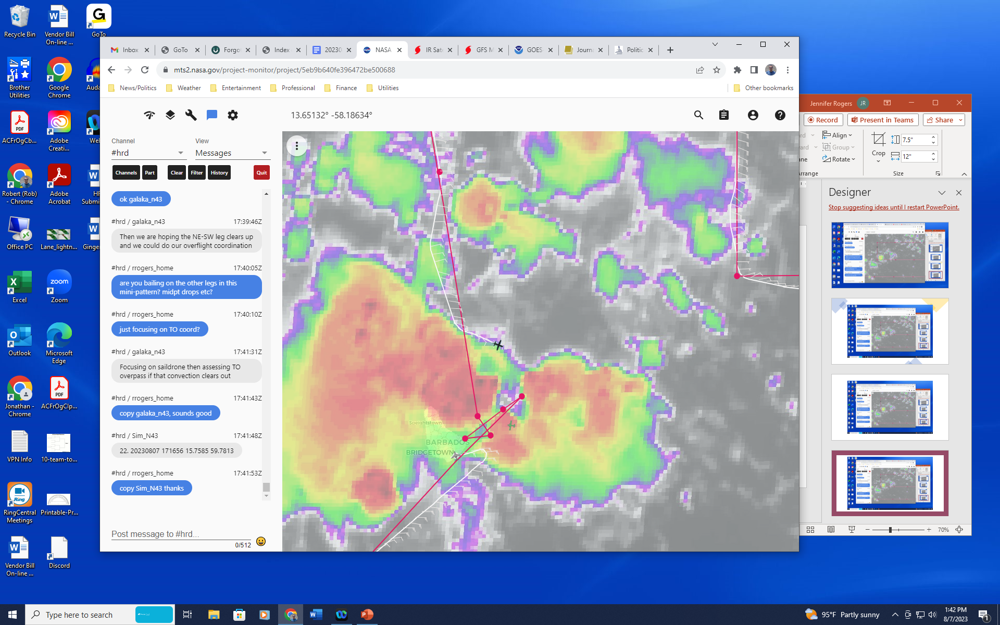 Recycle Bin
Vendor Bill
On-line ...
GoTo
Brother
Utilities
Google
Chrome
ACFrOgCb...
Adobe
Creati...
Robert (Rob)
- Chrome
Adobe
Acrobat
Office PC
Lane_lightn...
Excel
Zoom
Outlook
Microsoft
Edge
Jonathan -
Chrome
ACFrOgClp...
VPN Info
10-team-to...
RingCentral
Meetings
Printable-Pr...
Vendor Bill
On-line ...
Discord
Inbox
GoTo
Index
20230
NASA
GFS M
GOES-
mts2.nasa.gov/project-monitor/project/5eb9b640fe396472be500688
News/Politics
Weather
Entertainment
Professional
Finance
Utilities
Other bookmarks
13.65132° -58.18634°
Channel
View
#hrd
Messages
Channels
Part
Clear
Filter
History
Quit
ok galaka_n43
#hrd / galaka_n43 17:39:46Z
Then we are hoping the NE-SW leg clears up
and we could do our overflight coordination
#hrd / rrogers_home 17:40:05Z
are you bailing on the other legs in this
mini-pattern? midpt drops etc?
#hrd / rrogers_home 17:40:10Z
just focusing on TO coord?
#hrd / galaka_n43 17:41:31Z
Focusing on saildrone then assessing TO
overpass if that convection clears out
#hrd / rrogers_home 17:41:43Z
copy galaka_n43, sounds good
#hrd / Sim_N43 17:41:48Z
22. 20230807 171656 15.7585 59.7813
#hrd / rrogers_home 17:41:53Z
copy Sim_N43 thanks
Post message to #hrd...
0/512
Speightstown
BARBADOS
BRIDGETOWN
Jennifer Rogers
JR
Record
Present in Teams
Share
Align
Group
Rotate
Crop
7.5"
12"
Size
Designer
Stop suggesting ideas until I restart PowerPoint.
70%
Type here to search
95°F Partly sunny
1:42 PM
8/7/2023
1